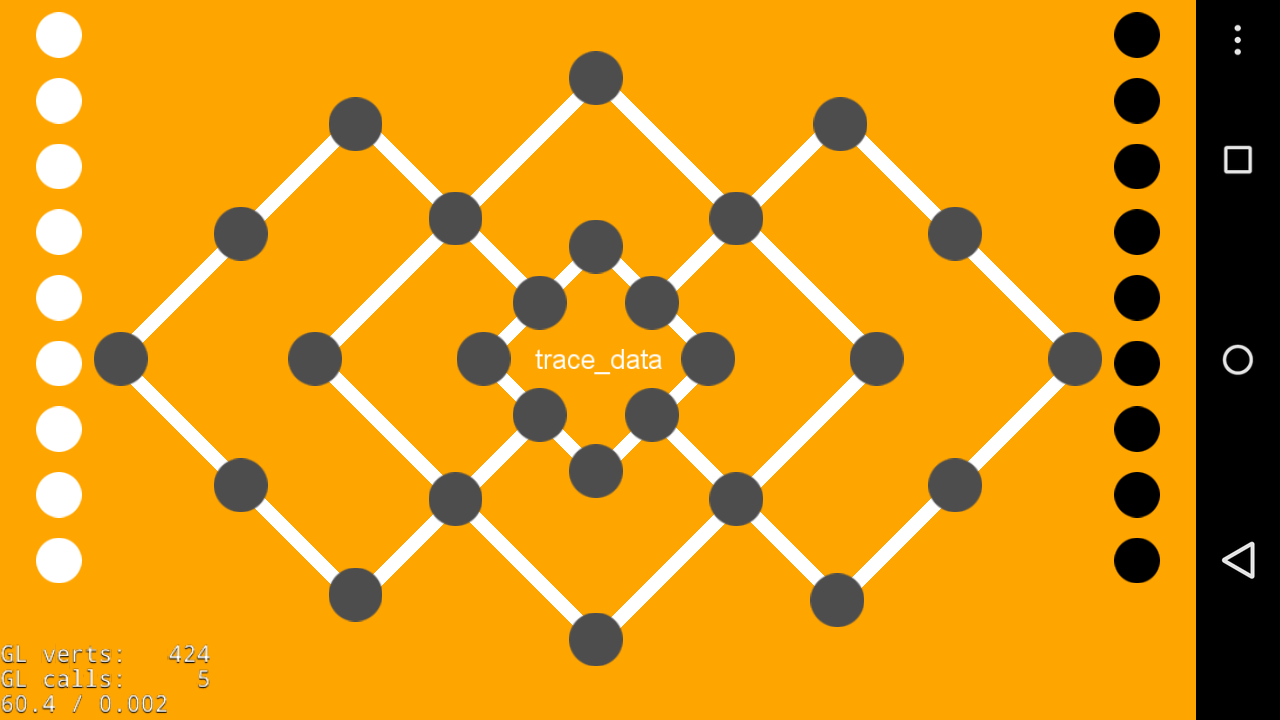 trace_data
GL verts: 424
GL calls: 5
60.4 / 0.002